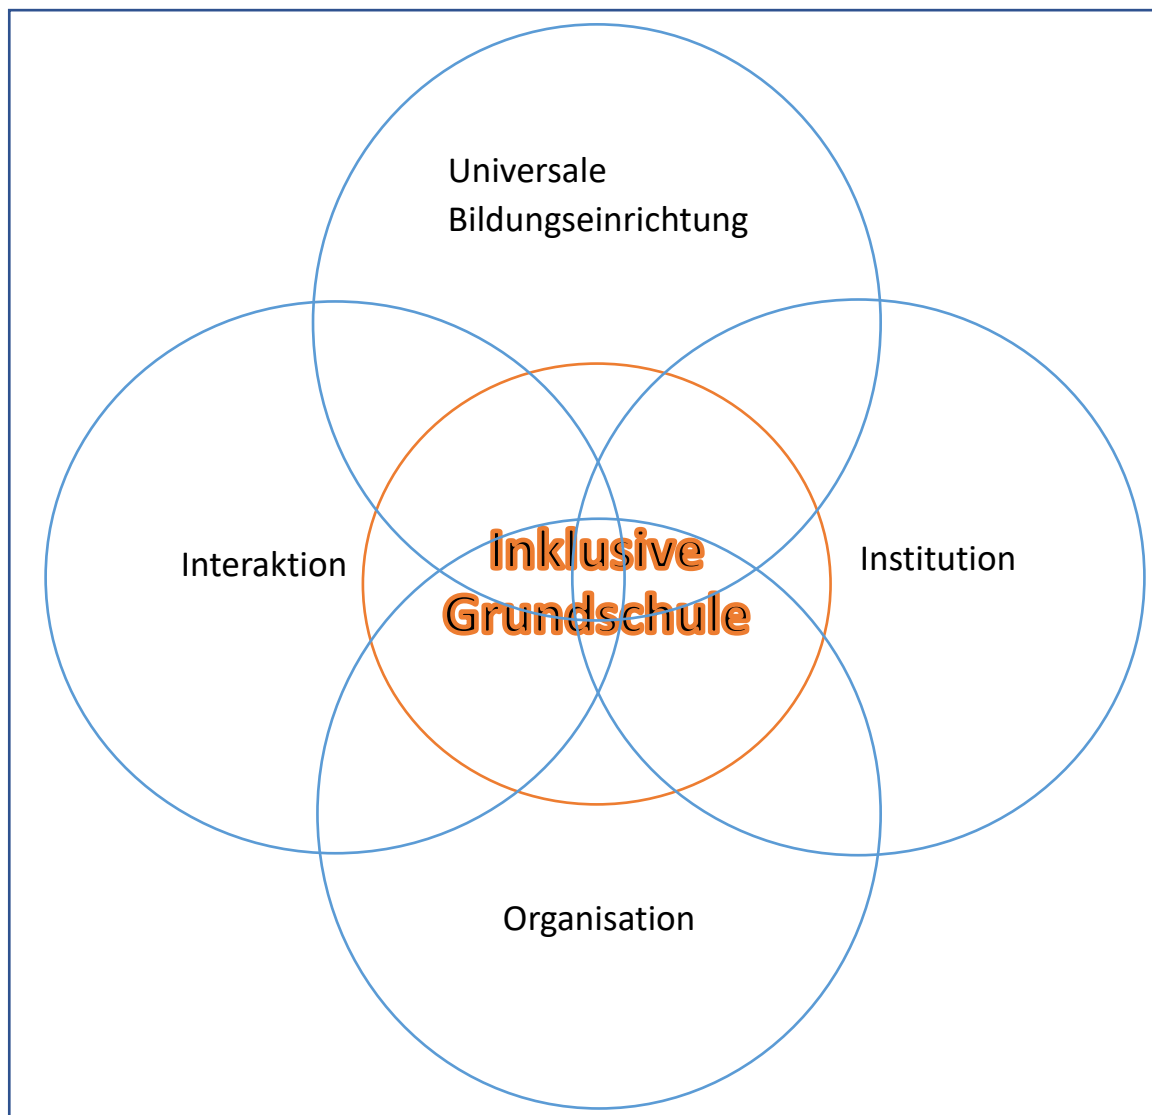 Universale
Bildungseinrichtung
Interaktion
Inklusive
Grundschule
Institution
Organisation